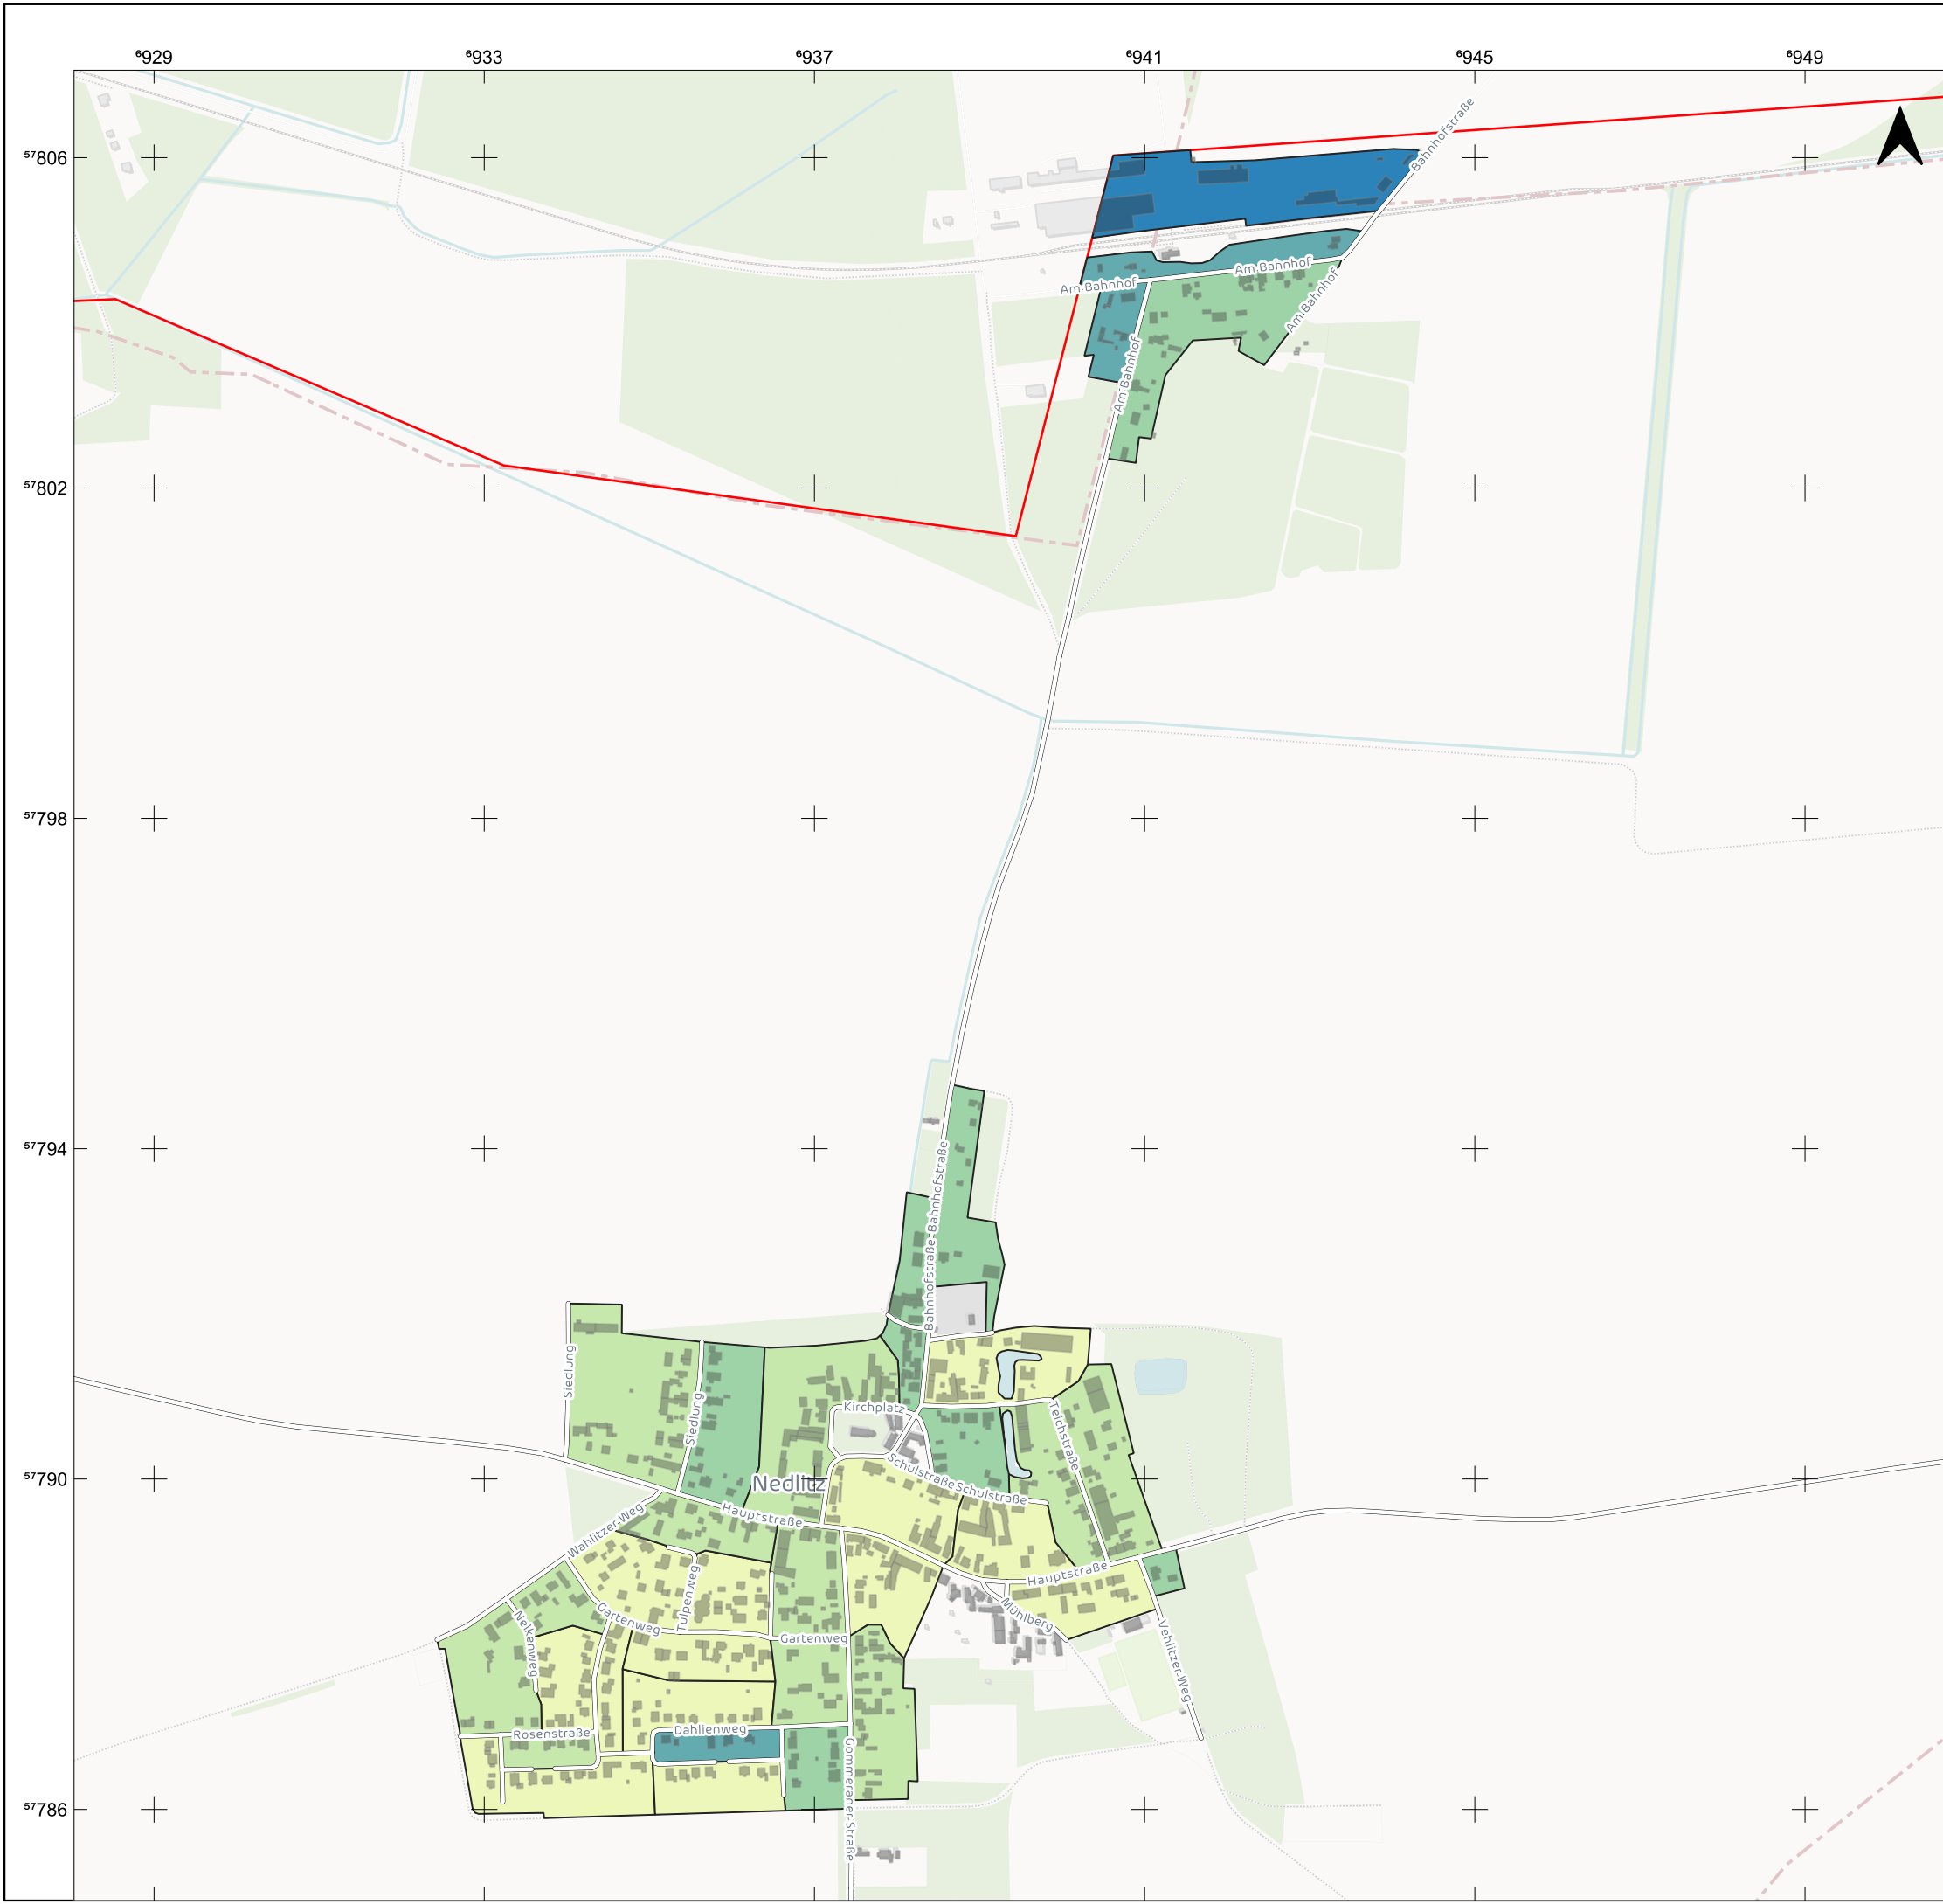 ⁶929 ⁶933 ⁶937 ⁶941 ⁶945 ⁶949
⁵⁷806
⁵⁷802
⁵⁷798
⁵⁷794
⁵⁷790
⁵⁷786
Bahnhofstraße
Am Bahnhof
Am Bahnhof
Am Bahnhof
Am Bahnhof
Bahnhofstraße
Bahnhofstraße
Siedlung
Siedlung
Kirchplatz
Teichstraße
Schulstraße
Schulstraße
Nedlitz
Hauptstraße
Wahlitzer-Weg
Hauptstraße
Tulpenweg
Mühlberg
Gartenweg
Nelkenweg
Gartenweg
Vehlitzer-Weg
Rosenstraße
Dahlienweg
Gommeraner-Straße